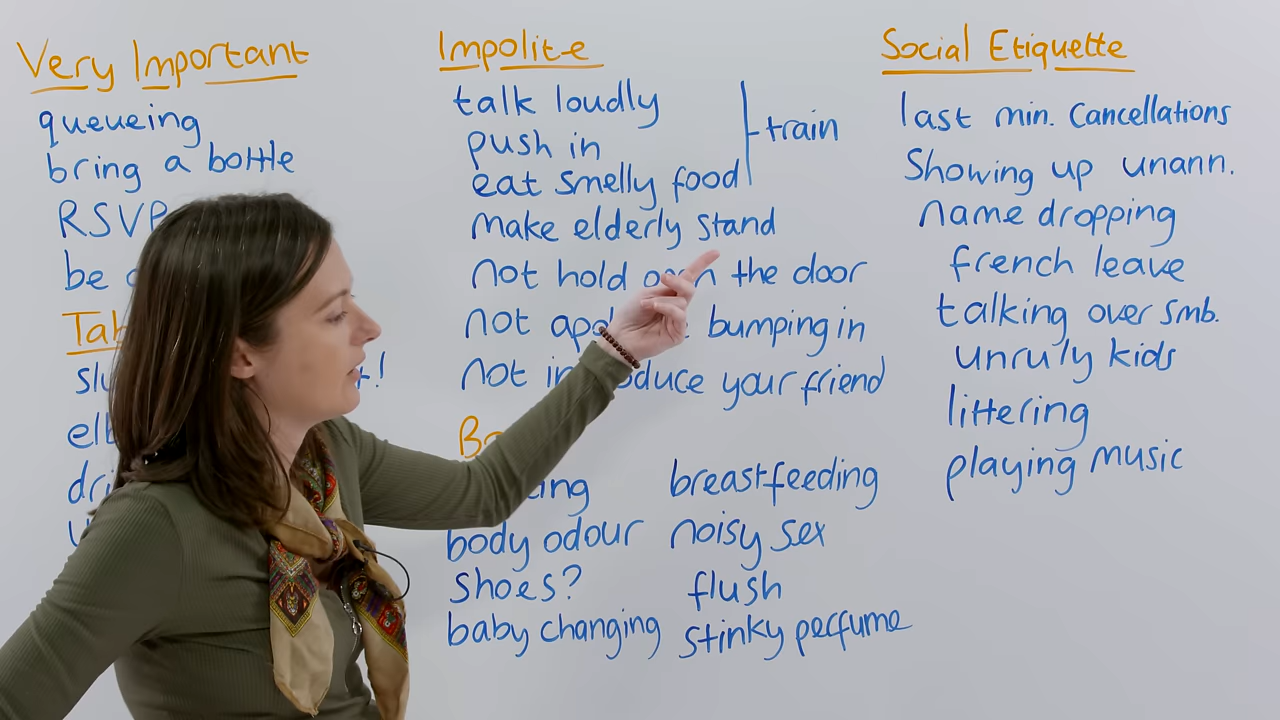 Very Important
queueing
bring a bottle
RSVP
be
Impolite
talk loudly
push in
eat smelly food
train
make elderly stand
not hold open the door
not bumping in
not introduce your friend
breastfeeding
body odour
noisy sex
shoes?
flush
baby changing
stinky perfume
Social Etiquette
last min. Cancellations
Showing up unann.
name dropping
french leave
talking over smb.
unruly kids
littering
playing music